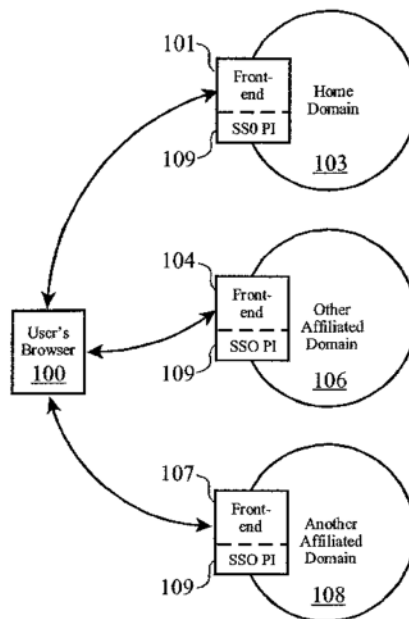 101
Front-
end
SS0 PI
109
Home
Domain
103
104
Front-
end
SSO PI
109
Other
Affiliated
Domain
106
User's
Browser
100
107
Front-
end
SSO PI
109
Another
Affiliated
Domain
108